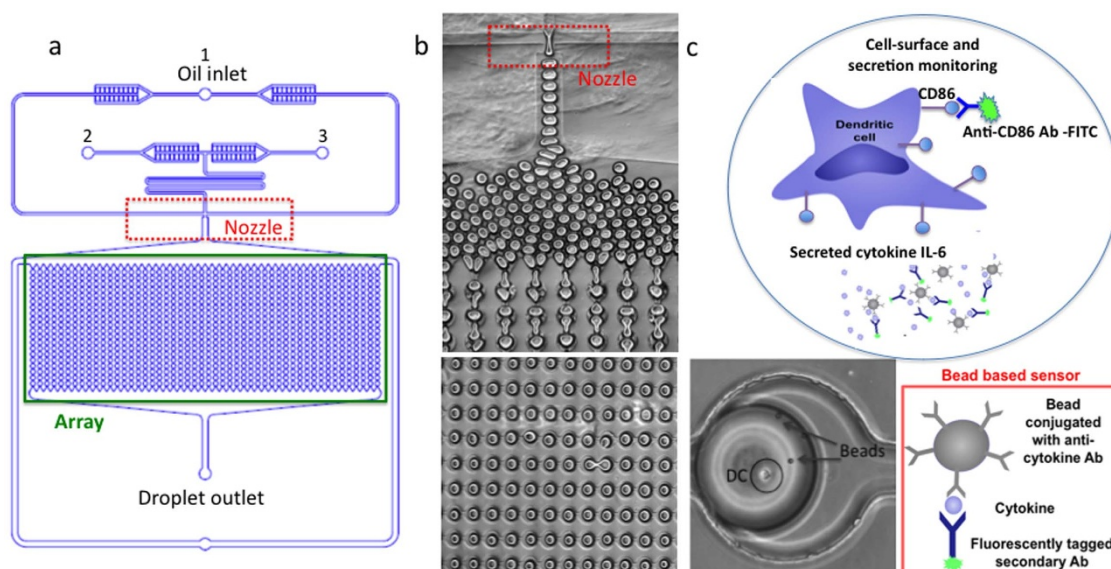 a
1
Oil inlet
2
3
Nozzle
Array
Droplet outlet
b
Nozzle
c
Cell-surface and
secretion monitoring
CD86
Anti-CD86 Ab -FITC
Dendritic
cell
Secreted cytokine IL-6
Beads
DC
Bead based sensor
Bead
conjugated
with anti-
cytokine Ab
Cytokine
Fluorescently tagged
secondary Ab